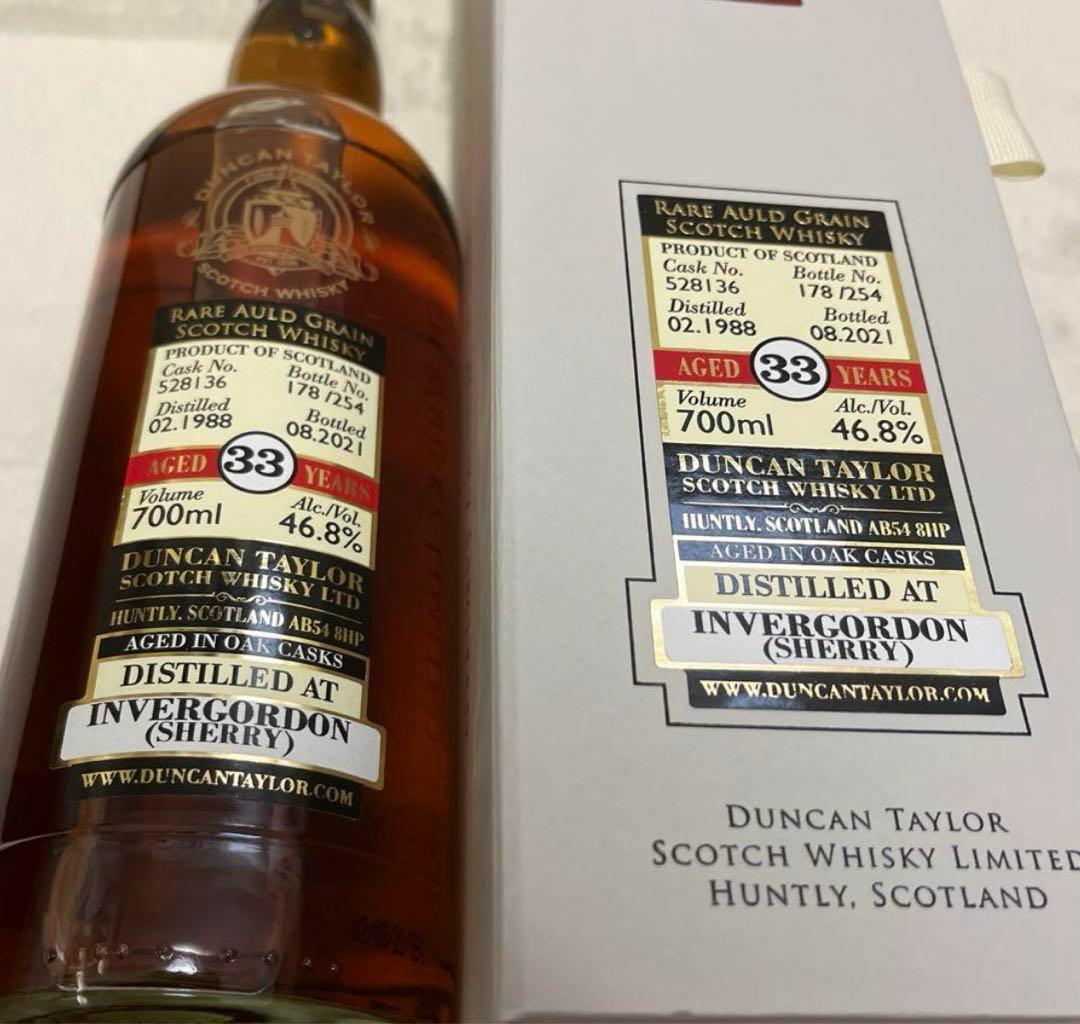 DUNCAN TAYLOR
SCOTCH WHISKY
RARE AULD GRAIN
SCOTCH WHISKY
PRODUCT OF SCOTLAND
Cask No. Bottle No.
528136 178/254
Distilled Bottled
02.1988 08.2021
AGED 33 YEARS
Volume Alc./Vol.
700ml 46.8%
DUNCAN TAYLOR
SCOTCH WHISKY LTD
HUNTLY, SCOTLAND AB54 8HP
AGED IN OAK CASKS
DISTILLED AT
INVERGORDON
(SHERRY)
WWW.DUNCANTAYLOR.COM
RARE AULD GRAIN
SCOTCH WHISKY
PRODUCT OF SCOTLAND
Cask No. Bottle No.
528136 178/254
Distilled Bottled
02.1988 08.2021
AGED 33 YEARS
Volume Alc./Vol.
700ml 46.8%
DUNCAN TAYLOR
SCOTCH WHISKY LTD
HUNTLY, SCOTLAND AB54 8HP
AGED IN OAK CASKS
DISTILLED AT
INVERGORDON
(SHERRY)
WWW.DUNCANTAYLOR.COM
DUNCAN TAYLOR
SCOTCH WHISKY LIMITED
HUNTLY, SCOTLAND